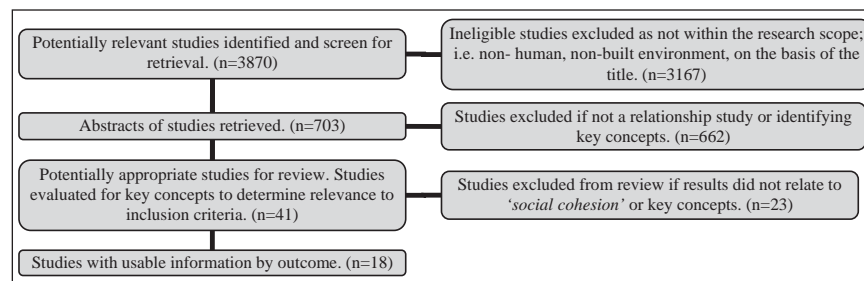 Potentially relevant studies identified and screen for
retrieval. (n=3870)
Ineligible studies excluded as not within the research scope;
i.e. non- human, non-built environment, on the basis of the
title. (n=3167)
Abstracts of studies retrieved. (n=703)
Studies excluded if not a relationship study or identifying
key concepts. (n=662)
Potentially appropriate studies for review. Studies
evaluated for key concepts to determine relevance to
inclusion criteria. (n=41)
Studies excluded from review if results did not relate to
‘social cohesion’ or key concepts. (n=23)
Studies with usable information by outcome. (n=18)